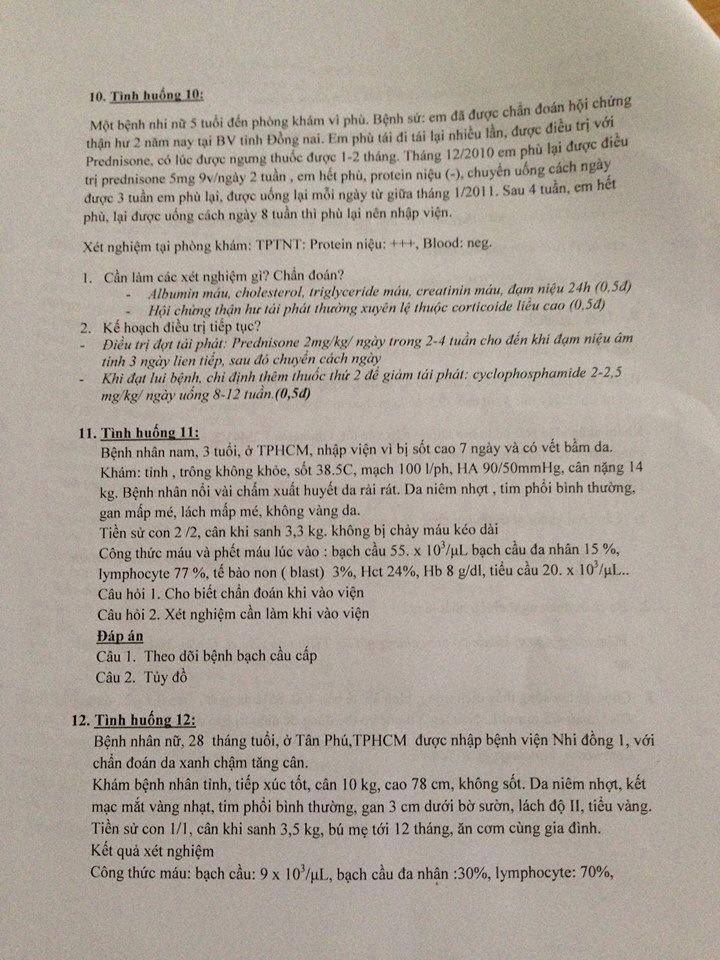 10. Tình huống 10:
Một bệnh nhi nữ 5 tuổi đến phòng khám vì phù. Bệnh sử: em đã được chẩn đoán hội chứng
thận hư 2 năm nay tại BV tỉnh Đồng nai. Em phù tái đi tái lại nhiều lần, được điều trị với
Prednisone, có lúc được ngưng thuốc được 1-2 tháng. Tháng 12/2010 em phù lại được điều
trị prednisone 5mg 9v/ngày 2 tuần , em hết phù, protein niệu (-), chuyển uống cách ngày
được 3 tuần em phù lại, được uống lại mỗi ngày từ giữa tháng 1/2011. Sau 4 tuần, em hết
phù, lại được uống cách ngày 8 tuần thì phù lại nên nhập viện.
Xét nghiệm tại phòng khám: TPTNT: Protein niệu: +++, Blood: neg.
1. Cần làm các xét nghiệm gì? Chẩn đoán?
- Albumin máu, cholesterol, triglyceride máu, creatinin máu, đạm niệu 24h (0,5đ)
- Hội chứng thận hư tái phát thường xuyên lệ thuộc corticoide liều cao (0,5đ)
2. Kế hoạch điều trị tiếp tục?
- Điều trị đợt tái phát: Prednisone 2mg/kg/ ngày trong 2-4 tuần cho đến khi đạm niệu âm
tính 3 ngày lien tiếp, sau đó chuyển cách ngày
- Khi đạt lui bệnh, chỉ định thêm thuốc thứ 2 để giảm tái phát: cyclophosphamide 2-2,5
mg/kg/ ngày uống 8-12 tuần.(0,5đ)
11. Tình huống 11:
Bệnh nhân nam, 3 tuổi, ở TPHCM, nhập viện vì bị sốt cao 7 ngày và có vết bầm da.
Khám: tỉnh , trông không khỏe, sốt 38.5C, mạch 100 l/ph, HA 90/50mmHg, cân nặng 14
kg. Bệnh nhân nổi vài chấm xuất huyết da rải rát. Da niêm nhợt , tim phổi bình thường,
gan mấp mé, lách mấp mé, không vàng da.
Tiền sử con 2 /2, cân khi sanh 3,3 kg. không bị chảy máu kéo dài
Công thức máu và phết máu lúc vào : bạch cầu 55. x 10³/µL bạch cầu đa nhân 15 %,
lymphocyte 77 %, tế bào non ( blast) 3%, Hct 24%, Hb 8 g/dl, tiểu cầu 20. x 10³/µL..
Câu hỏi 1. Cho biết chẩn đoán khi vào viện
Câu hỏi 2. Xét nghiệm cần làm khi vào viện
Đáp án
Câu 1. Theo dõi bệnh bạch cầu cấp
Câu 2. Tủy đồ
12. Tình huống 12:
Bệnh nhân nữ, 28 tháng tuổi, ở Tân Phú,TPHCM được nhập bệnh viện Nhi đồng 1, với
chẩn đoán da xanh chậm tăng cân.
Khám bệnh nhân tỉnh, tiếp xúc tốt, cân 10 kg, cao 78 cm, không sốt. Da niêm nhợt, kết
mạc mắt vàng nhạt, tim phổi bình thường, gan 3 cm dưới bờ sườn, lách độ II, tiểu vàng.
Tiền sử con 1/1, cân khi sanh 3,5 kg, bú mẹ tới 12 tháng, ăn cơm cùng gia đình.
Kết quả xét nghiệm
Công thức máu: bạch cầu: 9 x 10³/µL, bạch cầu đa nhân :30%, lymphocyte: 70%,